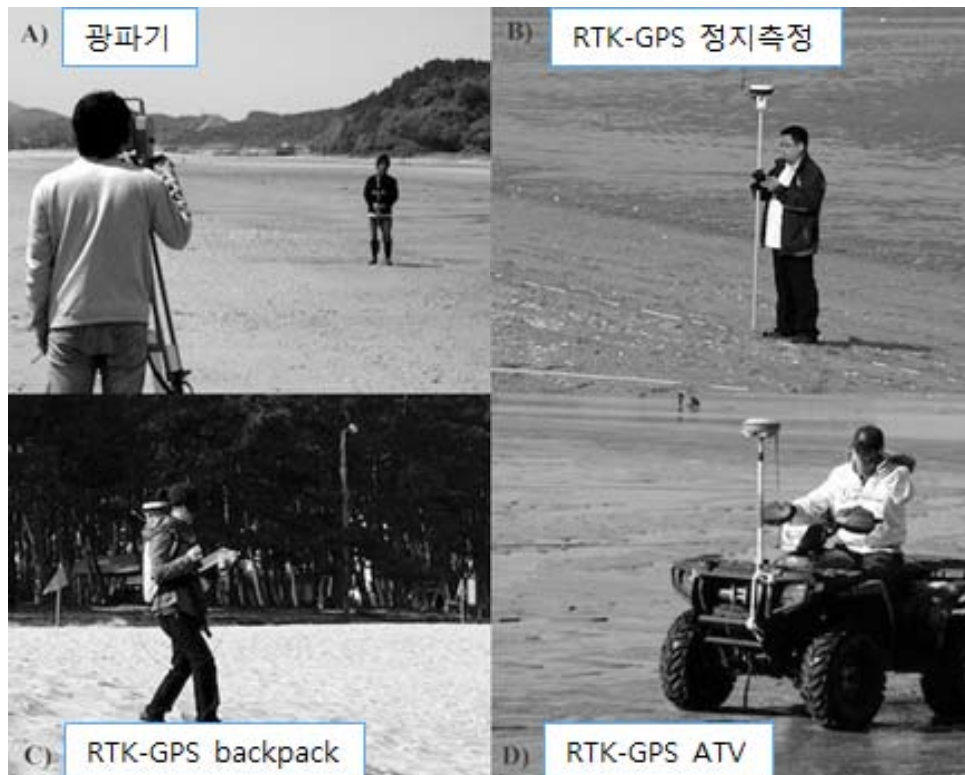 A) 광파기
B) RTK-GPS 정지측정
C) RTK-GPS backpack
D) RTK-GPS ATV